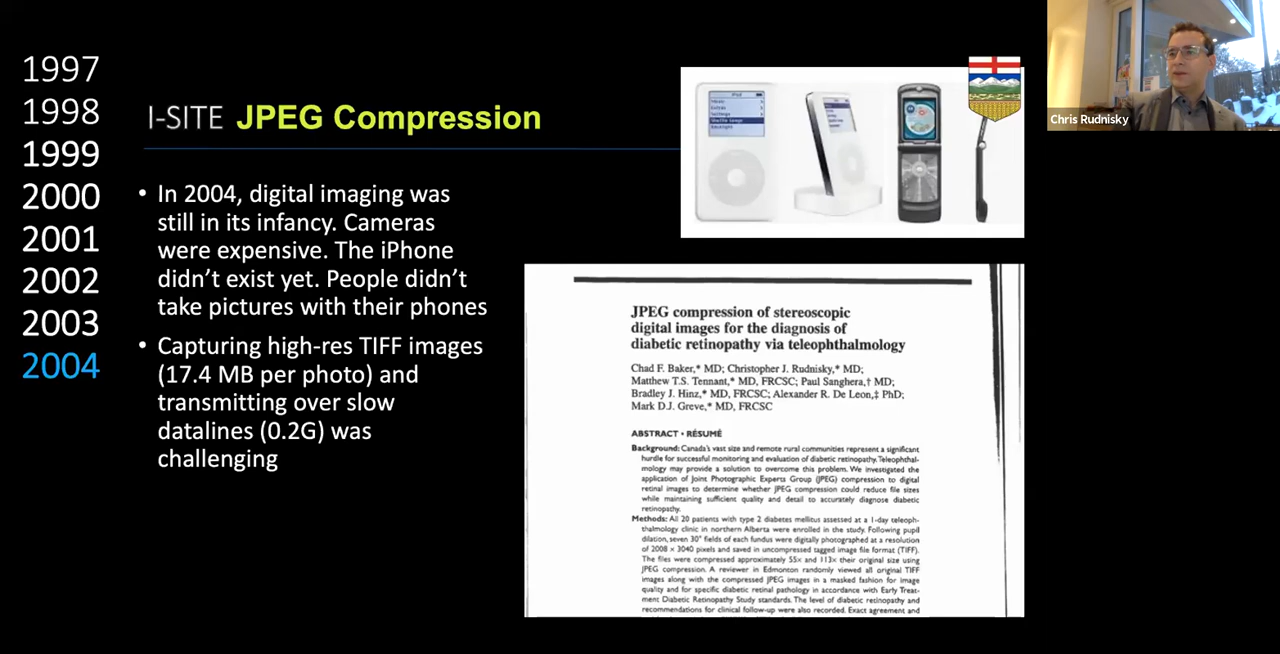 1997
1998
1999
2000
2001
2002
2003
2004
I-SITE JPEG Compression
• In 2004, digital imaging was
still in its infancy. Cameras
were expensive. The iPhone
didn’t exist yet. People didn’t
take pictures with their phones
• Capturing high-res TIFF images
(17.4 MB per photo) and
transmitting over slow
datalines (0.2G) was
challenging
Chris Rudnisky
JPEG compression of stereoscopic
digital images for the diagnosis of
diabetic retinopathy via teleophthalmology
Chad F. Baker,* MD; Christopher J. Rudnisky,* MD;
Matthew T.S. Tennant,* MD, FRCSC; Paul Sanghera,† MD;
Bradley J. Hinz,* MD, FRCSC; Alexander R. De Leon,‡ PhD;
Mark D.J. Greve,* MD, FRCSC
ABSTRACT • RÉSUMÉ
Background: Canada's vast size and remote rural communities represent a significant
hurdle for successful monitoring and evaluation of diabetic retinopathy. Teleophthal-
mology may provide a solution to overcome this problem. We investigated the
application of Joint Photographic Experts Group (JPEG) compression to digital
retinal images to determine whether JPEG compression could reduce file sizes
while maintaining sufficient quality and detail to accurately diagnose diabetic
retinopathy.
Methods: All 20 patients with type 2 diabetes mellitus assessed at a 1-day teleoph-
thalmology clinic in northern Alberta were enrolled in the study. Following pupil
dilation, seven 30° fields of each fundus were digitally photographed at a resolution
of 2008 × 3040 pixels and saved in uncompressed tagged image file format (TIFF).
The files were compressed approximately 55x and 113x their original size using
JPEG compression. A reviewer in Edmonton randomly viewed all original TIFF
images along with the compressed JPEG images in a masked fashion for image
quality and for specific diabetic retinal pathology in accordance with Early Treat-
ment Diabetic Retinopathy Study standards. The level of diabetic retinopathy and
recommendations for clinical follow-up were also recorded. Exact agreement and